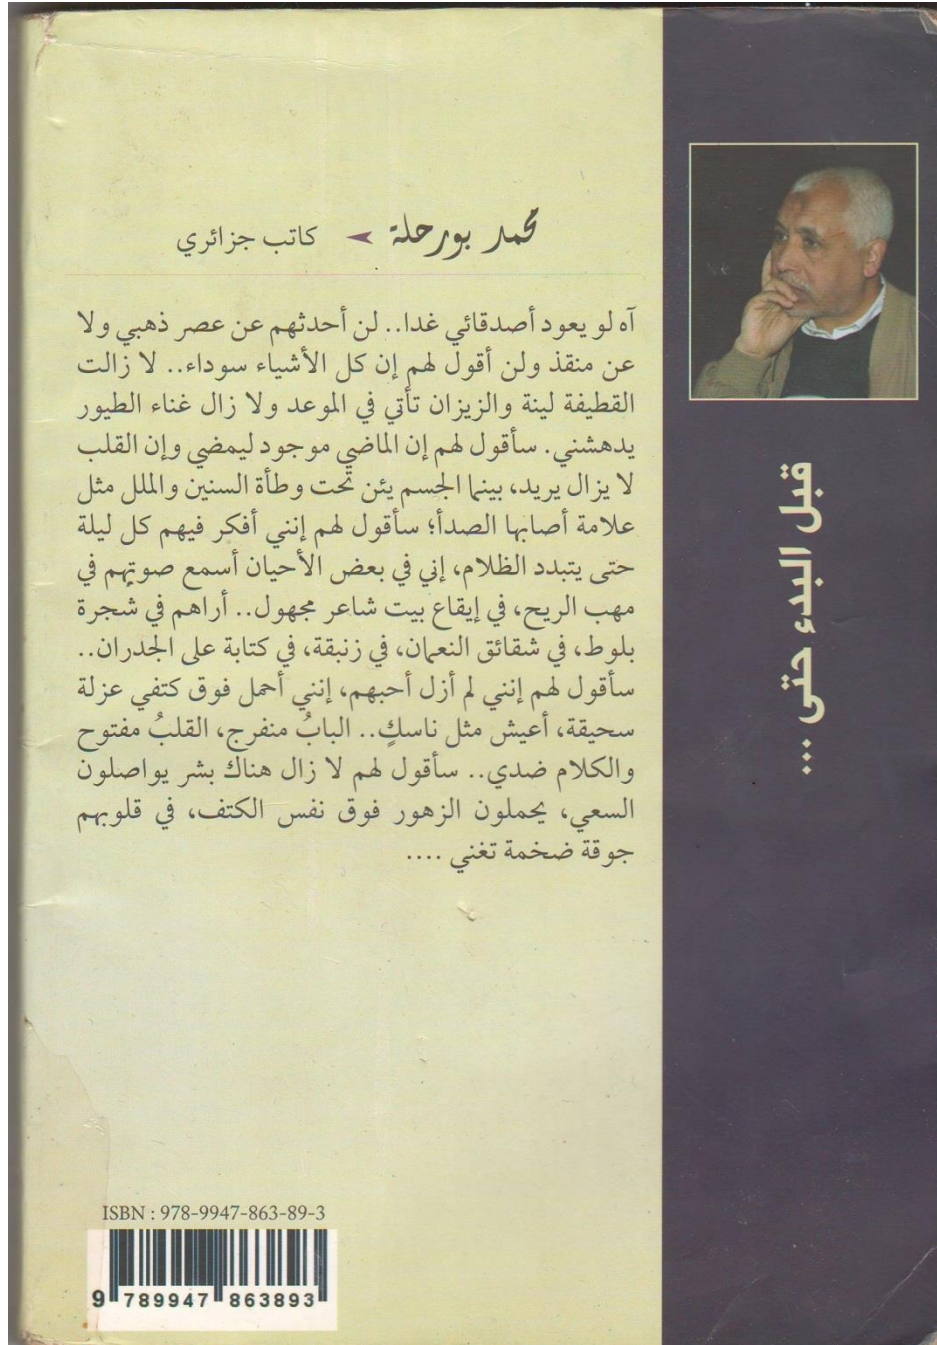 محمد بورحلة
كاتب جزائري
آه لو يعود أصدقائي غدا.. لن أحدثهم عن عصر ذهبي ولا
عن منقذ ولن أقول لهم إن كل الأشياء سوداء.. لا زالت
القطيفة لينة والزيزان تأتي في الموعد ولا زال غناء الطيور
يدهشني. سأقول لهم إن الماضي موجود ليمضي وإن القلب
لا يزال يريد، بينما الجسم يئن تحت وطأة السنين والملل مثل
علامة أصابها الصدأ؛ سأقول لهم إنني أفكر فيهم كل ليلة
حتى يتبدد الظلام، إني في بعض الأحيان أسمع صوتهم في
مهب الريح، في إيقاع بيت شاعر مجهول.. أراهم في شجرة
بلوط، في شقائق النعمان، في زنبقة، في كتابة على الجدران..
سأقول لهم إنني لم أزل أحبهم، إنني أحمل فوق كتفي عزلة
سحيقة، أعيش مثل ناسكٍ.. البابُ منفرج، القلبُ مفتوح
والكلام ضدي.. سأقول لهم لا زال هناك بشر يواصلون
السعي، يحملون الزهور فوق نفس الكتف، في قلوبهم
جوقة ضخمة تغني ....
قبل البدء حتى ...
ISBN : 978-9947-863-89-3
9 789947 863893